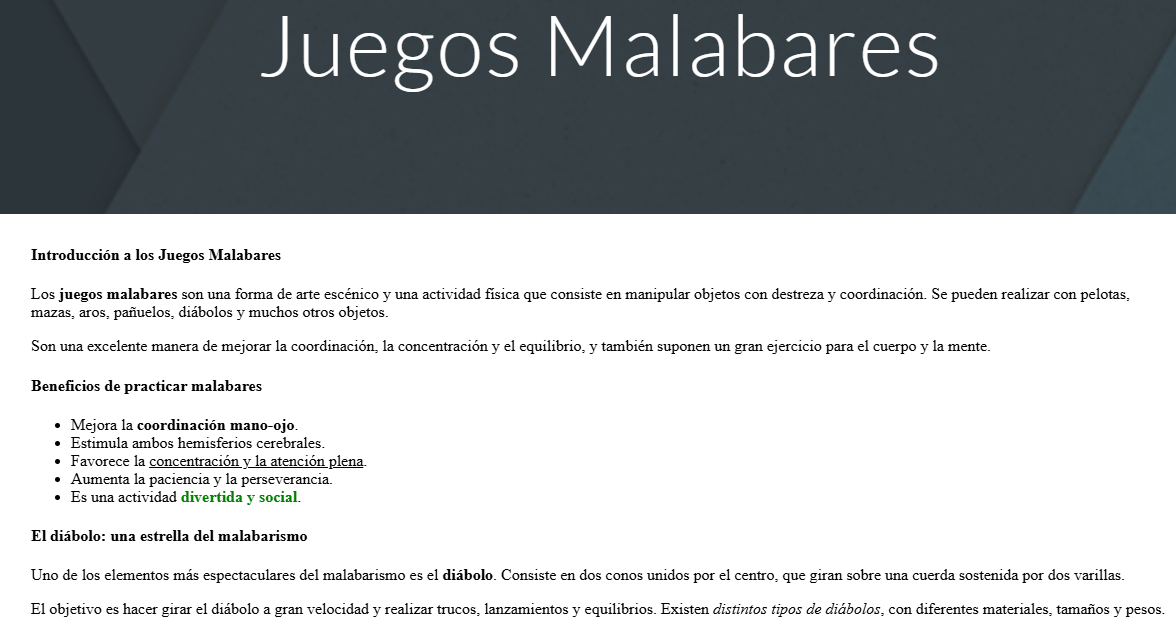 Juegos Malabares
Introducción a los Juegos Malabares
Los juegos malabares son una forma de arte escénico y una actividad física que consiste en manipular objetos con destreza y coordinación. Se pueden realizar con pelotas,
mazas, aros, pañuelos, diábolos y muchos otros objetos.
Son una excelente manera de mejorar la coordinación, la concentración y el equilibrio, y también suponen un gran ejercicio para el cuerpo y la mente.
Beneficios de practicar malabares
• Mejora la coordinación mano-ojo.
• Estimula ambos hemisferios cerebrales.
• Favorece la concentración y la atención plena.
• Aumenta la paciencia y la perseverancia.
• Es una actividad divertida y social.
El diábolo: una estrella del malabarismo
Uno de los elementos más espectaculares del malabarismo es el diábolo. Consiste en dos conos unidos por el centro, que giran sobre una cuerda sostenida por dos varillas.
El objetivo es hacer girar el diábolo a gran velocidad y realizar trucos, lanzamientos y equilibrios. Existen distintos tipos de diábolos, con diferentes materiales, tamaños y pesos.